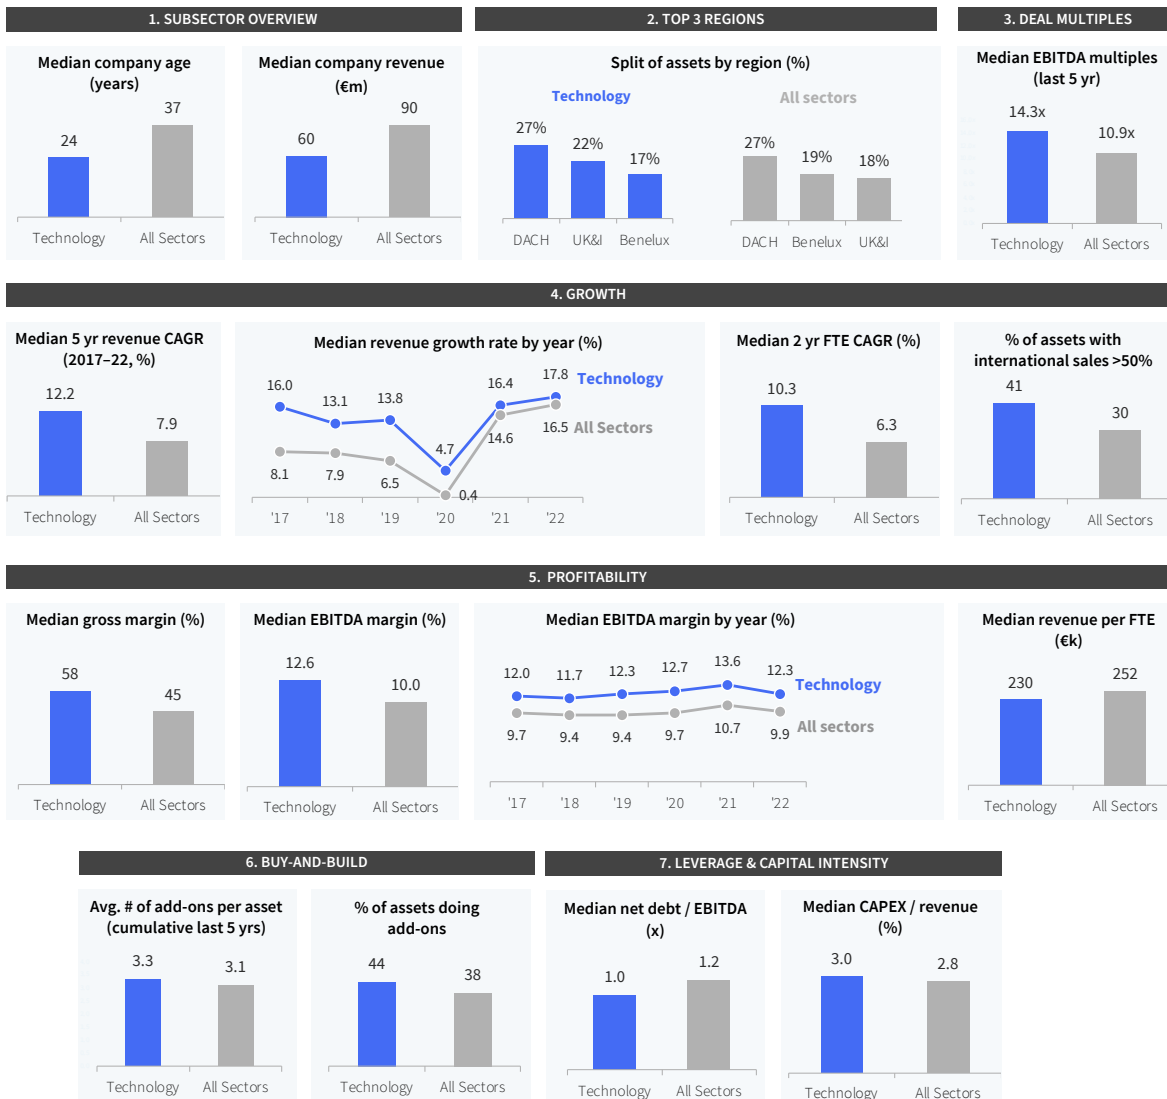 1. SUBSECTOR OVERVIEW
Median company age
(years)
24
37
Technology
All Sectors
Median company revenue
(€m)
60
90
Technology
All Sectors
2. TOP 3 REGIONS
Split of assets by region (%)
Technology
27%
22%
17%
DACH
UK&I
Benelux
All sectors
27%
19%
18%
DACH
Benelux
UK&I
3. DEAL MULTIPLES
Median EBITDA multiples
(last 5 yr)
14.3x
10.9x
Technology
All Sectors
4. GROWTH
Median 5 yr revenue CAGR
(2017–22, %)
12.2
7.9
Technology
All Sectors
Median revenue growth rate by year (%)
16.0
13.1
13.8
4.7
16.4
17.8
Technology
8.1
7.9
6.5
0.4
14.6
16.5
All Sectors
'17
'18
'19
'20
'21
'22
Median 2 yr FTE CAGR (%)
10.3
6.3
Technology
All Sectors
% of assets with
international sales >50%
41
30
Technology
All Sectors
5. PROFITABILITY
Median gross margin (%)
58
45
Technology
All Sectors
Median EBITDA margin (%)
12.6
10.0
Technology
All Sectors
Median EBITDA margin by year (%)
12.0
11.7
12.3
12.7
13.6
12.3
Technology
9.7
9.4
9.4
9.7
10.7
9.9
All sectors
'17
'18
'19
'20
'21
'22
Median revenue per FTE
(€k)
230
252
Technology
All Sectors
6. BUY-AND-BUILD
Avg. # of add-ons per asset
(cumulative last 5 yrs)
3.3
3.1
Technology
All Sectors
% of assets doing
add-ons
44
38
Technology
All Sectors
7. LEVERAGE & CAPITAL INTENSITY
Median net debt / EBITDA
(x)
1.0
1.2
Technology
All Sectors
Median CAPEX / revenue
(%)
3.0
2.8
Technology
All Sectors